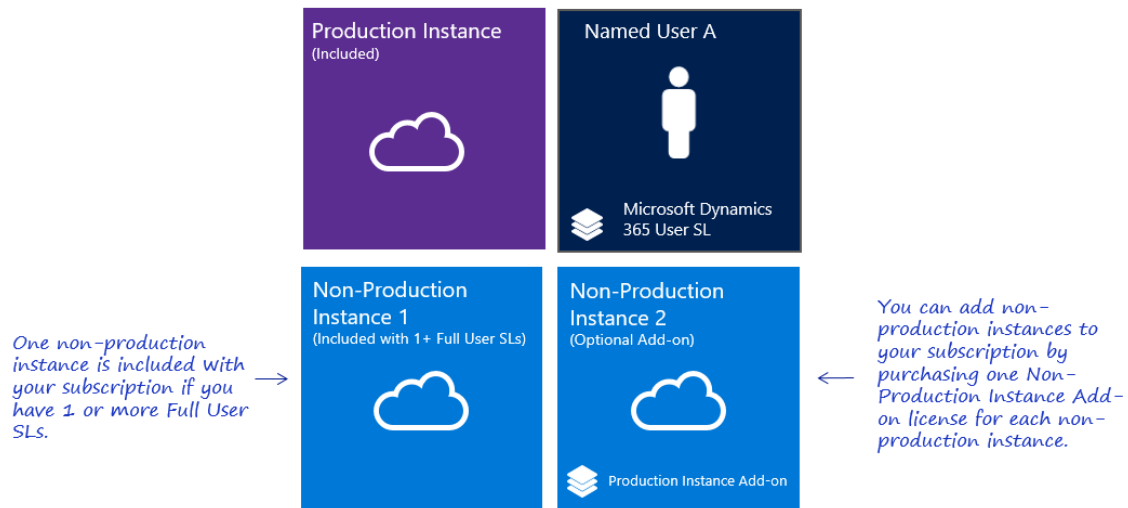 Production Instance
(Included)
Named User A
Microsoft Dynamics
365 User SL
One non-production
instance is included With
your subscription if you
have 1 or more Full User
SLs.
Non-Production
Instance 1
(Included with 1+ Full User SLs)
Non-Production
Instance 2
(Optional Add-on)
Production Instance Add-on
You can add non-
production instances to
your subscription by
purchasing one Non-
Production Instance Add-
on license for each non-
production instance.